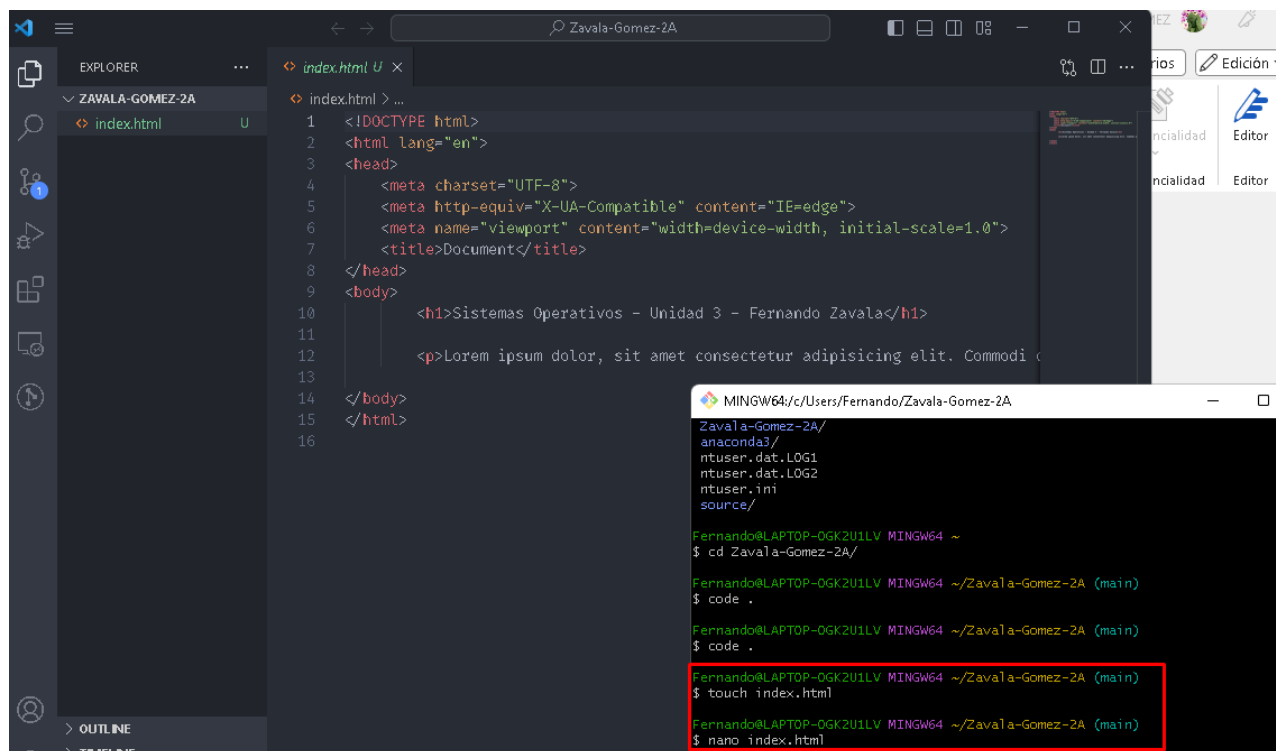 Zavala-Gomez-2A
EXPLORER
index.html U
ZAVALA-GOMEZ-2A
index.html U
1
index.html > ...
1 <!DOCTYPE html>
2 <html lang="en">
3 <head>
4 <meta charset="UTF-8">
5 <meta http-equiv="X-UA-Compatible" content="IE=edge">
6 <meta name="viewport" content="width=device-width, initial-scale=1.0">
7 <title>Document</title>
8 </head>
9 <body>
10 <h1>Sistemas Operativos - Unidad 3 - Fernando Zavala</h1>
11
12 <p>Lorem ipsum dolor, sit amet consectetur adipisicing elit. Commodi
13
14 </body>
15 </html>
16
OUTLINE
EZ
rios
Edición
ncialidad
Editor
ncialidad
Editor
MINGW64:/c/Users/Fernando/Zavala-Gomez-2A
Zavala-Gomez-2A/
anaconda3/
ntuser.dat.LOG1
ntuser.dat.LOG2
ntuser.ini
source/
Fernando@LAPTOP-OGK2U1LV MINGW64 ~
$ cd Zavala-Gomez-2A/
Fernando@LAPTOP-OGK2U1LV MINGW64 ~/Zavala-Gomez-2A (main)
$ code .
Fernando@LAPTOP-OGK2U1LV MINGW64 ~/Zavala-Gomez-2A (main)
$ code .
Fernando@LAPTOP-OGK2U1LV MINGW64 ~/Zavala-Gomez-2A (main)
$ touch index.html
Fernando@LAPTOP-OGK2U1LV MINGW64 ~/Zavala-Gomez-2A (main)
$ nano index.html